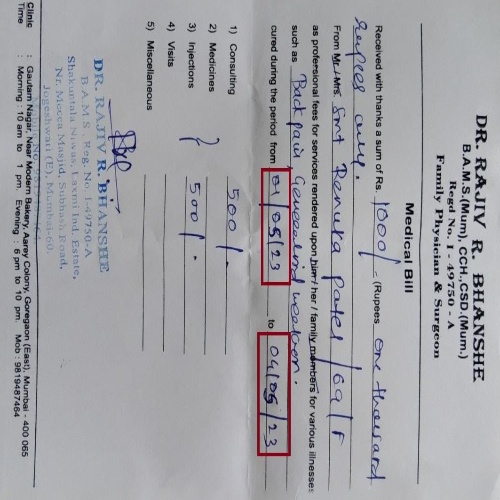 DR. RAJIV R. BHANSHE
B.A.M.S.(Mum) CCH.,CSD.(Mum.)
Regd No. I - 49750 - A
Family Physician & Surgeon
Medical Bill
Received with thanks a sum of Rs. 1000/- (Rupees one thousand
rupees only.
From Mr./Mrs. Smt Renuka Patel / 69/F
as professional fees for services rendered upon him / her / family members for various illnesses
such as Back pain, Generalised weakness.
cured during the period from 01/05/23 to 04/05/23
1) Consulting 500/.
2) Medicines
3) Injections 500/.
4) Visits
5) Miscellaneous
DR. RAJIV R. BHANSHE
B.A.M.S. Reg. No. I-49750-A
Shakuntala Niwas, Laxmi Ind. Estate,
Nr. Mecca Masjid, Subhash Road,
Jogeshwari (E), Mumbai-60.
Clinic : Gautam Nagar, Near Modern Bakery, Aarey Colony, Goregaon (East), Mumbai - 400 065
Time : Morning : 10 am to 1 pm. Evening : 6 pm to 10 pm. Mob : 9819487464